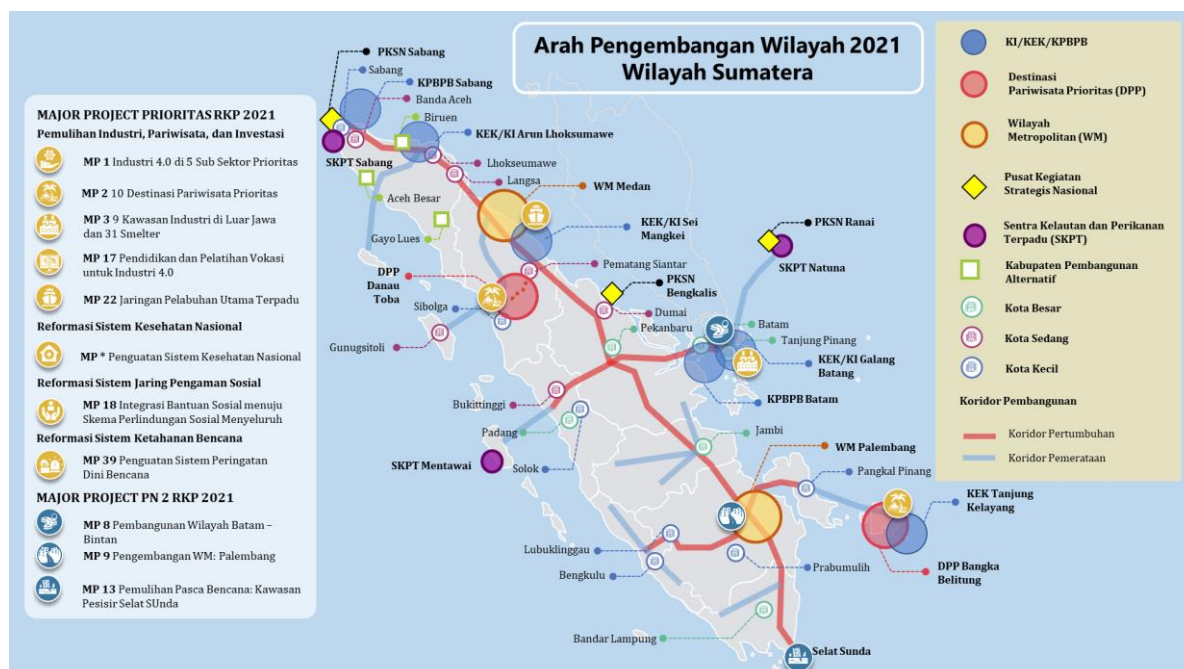 Arah Pengembangan Wilayah 2021
Wilayah Sumatera
MAJOR PROJECT PRIORITAS RKP 2021
Pemulihan Industri, Pariwisata, dan Investasi
MP 1 Industri 4.0 di 5 Sub Sektor Prioritas
MP 2 10 Destinasi Pariwisata Prioritas
MP 3 9 Kawasan Industri di Luar Jawa
dan 31 Smelter
MP 17 Pendidikan dan Pelatihan Vokasi
untuk Industri 4.0
MP 22 Jaringan Pelabuhan Utama Terpadu
Reformasi Sistem Kesehatan Nasional
MP * Penguatan Sistem Kesehatan Nasional
Reformasi Sistem Jaring Pengaman Sosial
MP 18 Integrasi Bantuan Sosial menuju
Skema Perlindungan Sosial Menyeluruh
Reformasi Sistem Ketahanan Bencana
MP 39 Penguatan Sistem Peringatan
Dini Bencana
MAJOR PROJECT PN 2 RKP 2021
MP 8 Pembangunan Wilayah Batam –
Bintan
MP 9 Pengembangan WM: Palembang
MP 13 Pemulihan Pasca Bencana: Kawasan
Pesisir Selat SUnda
PKSN Sabang
Sabang
KPBPB Sabang
Banda Aceh
Biruen
KEK/KI Arun Lhoksumawe
SKPT Sabang
Lhokseumawe
Langsa
WM Medan
Aceh Besar
Gayo Lues
KEK/KI Sei
Mangkei
PKSN Ranai
SKPT Natuna
Pematang Siantar
DPP
Danau
Toba
PKSN
Bengkalis
Sibolga
Dumai
Pekanbaru
Batam
Tanjung Pinang
Gunugsitoli
KEK/KI Galang
Batang
KPBPB Batam
Bukittinggi
Padang
Jambi
SKPT Mentawai
Solok
WM Palembang
Pangkal Pinang
KEK Tanjung
Kelayang
Lubuklinggau
Bengkulu
Prabumulih
DPP Bangka
Belitung
Bandar Lampung
Selat Sunda
KI/KEK/KPBPB
Destinasi
Pariwisata Prioritas (DPP)
Wilayah
Metropolitan (WM)
Pusat Kegiatan
Strategis Nasional
Sentra Kelautan dan Perikanan
Terpadu (SKPT)
Kabupaten Pembangunan
Alternatif
Kota Besar
Kota Sedang
Kota Kecil
Koridor Pembangunan
Koridor Pertumbuhan
Koridor Pemerataan